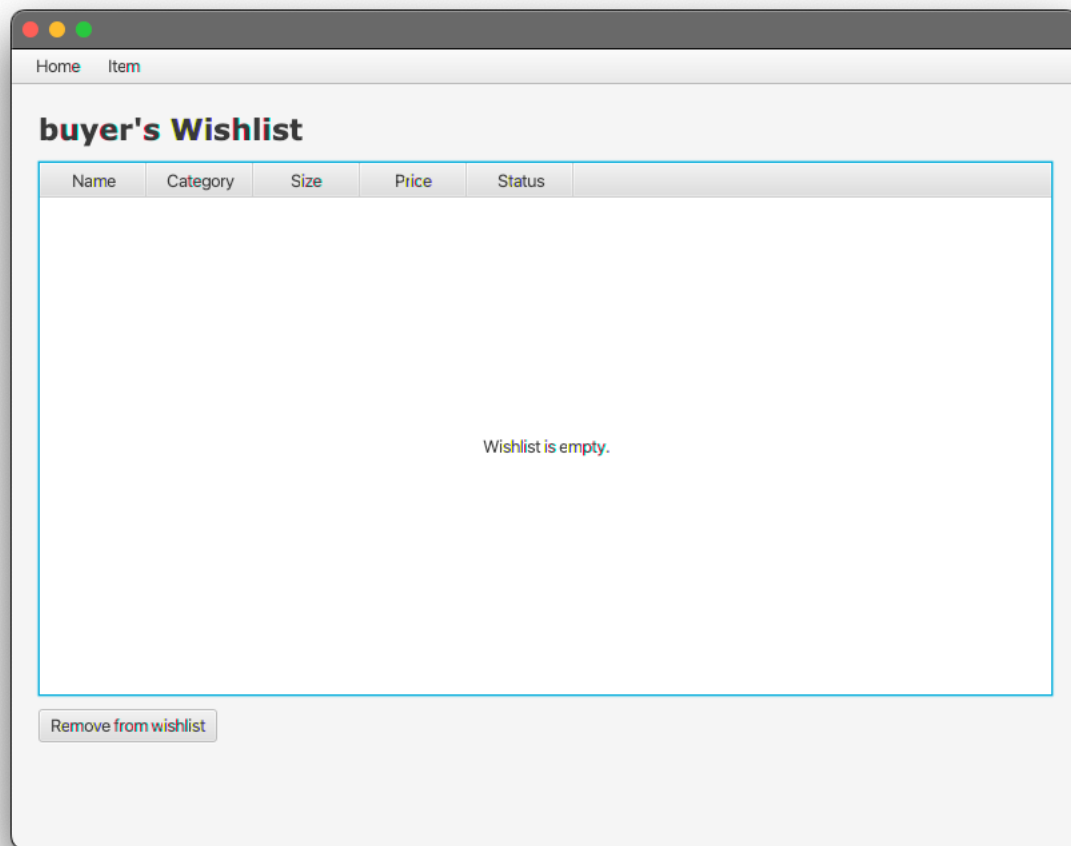 Home Item
buyer's Wishlist
Name Category Size Price Status
Wishlist is empty.
Remove from wishlist